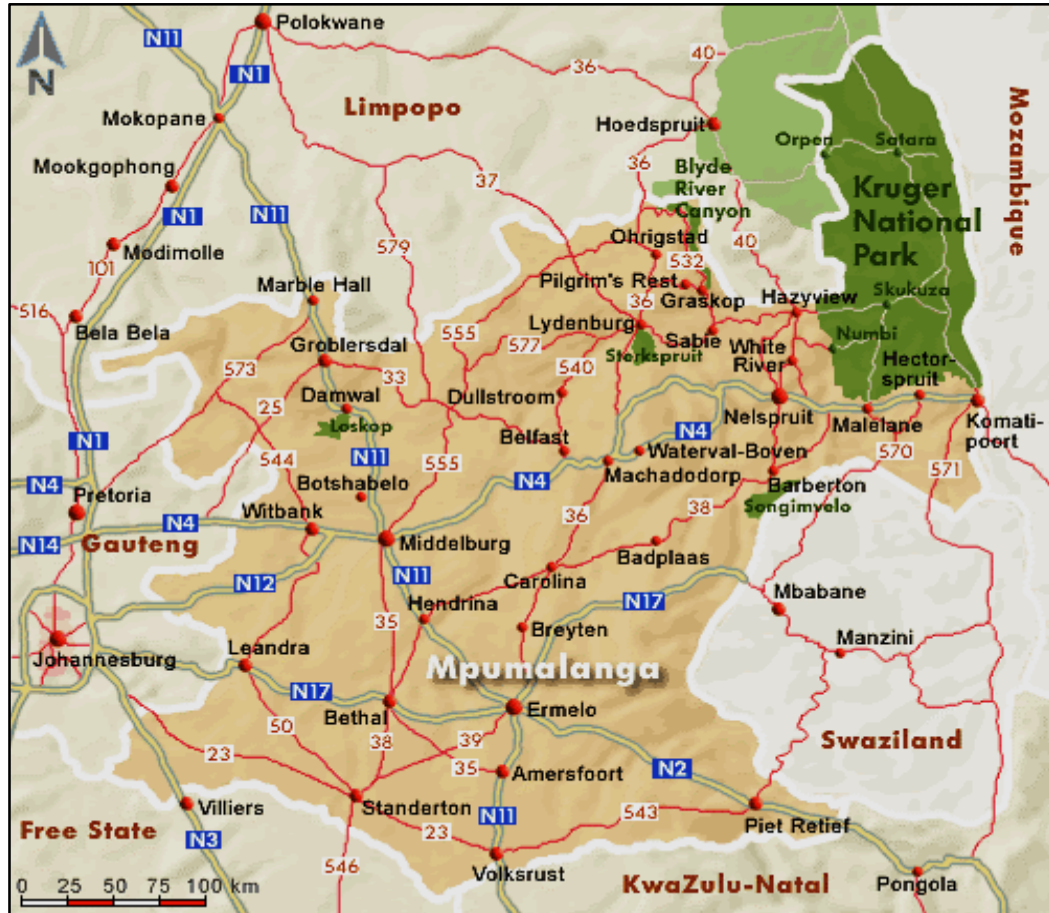 Polokwane
N11
N
N1
36
40
Limpopo
Mokopane
Hoedspruit
Mozambique
Orpen
Satara
Mookgophong
36
Blyde
River
Canyon
37
Kruger
National
Park
N1
N11
Modimolle
579
Ohrigstad
40
101
532
Marble Hall
Pilgrim's Rest
Skukuza
Graskop
Hazyview
516
36
Bela Bela
555
Lydenburg
Sabie
Numbi
Groblersdal
577
Sterkspruit
White
River
Hector-
spruit
573
33
540
Damwal
Dullstroom
25
Nelspruit
Malelane
Komati-
poort
Loskop
N1
Belfast
N4
544
N11
555
Waterval-Boven
570
N4
N4
Machadodorp
571
Pretoria
Botshabelo
Barberton
Songimvelo
Witbank
N4
36
38
N14
Gauteng
Middelburg
Badplaas
N11
Carolina
N12
Mbabane
Hendrina
N17
35
Breyten
Leandra
Manzini
Johannesburg
Mpumalanga
N17
Bethal
Ermelo
50
38
39
Swaziland
23
35
Amersfoort
N2
Villiers
Standerton
543
Free State
23
N11
Piet Retief
N3
546
Volksrust
0 25 50 75 100 km
KwaZulu-Natal
Pongola